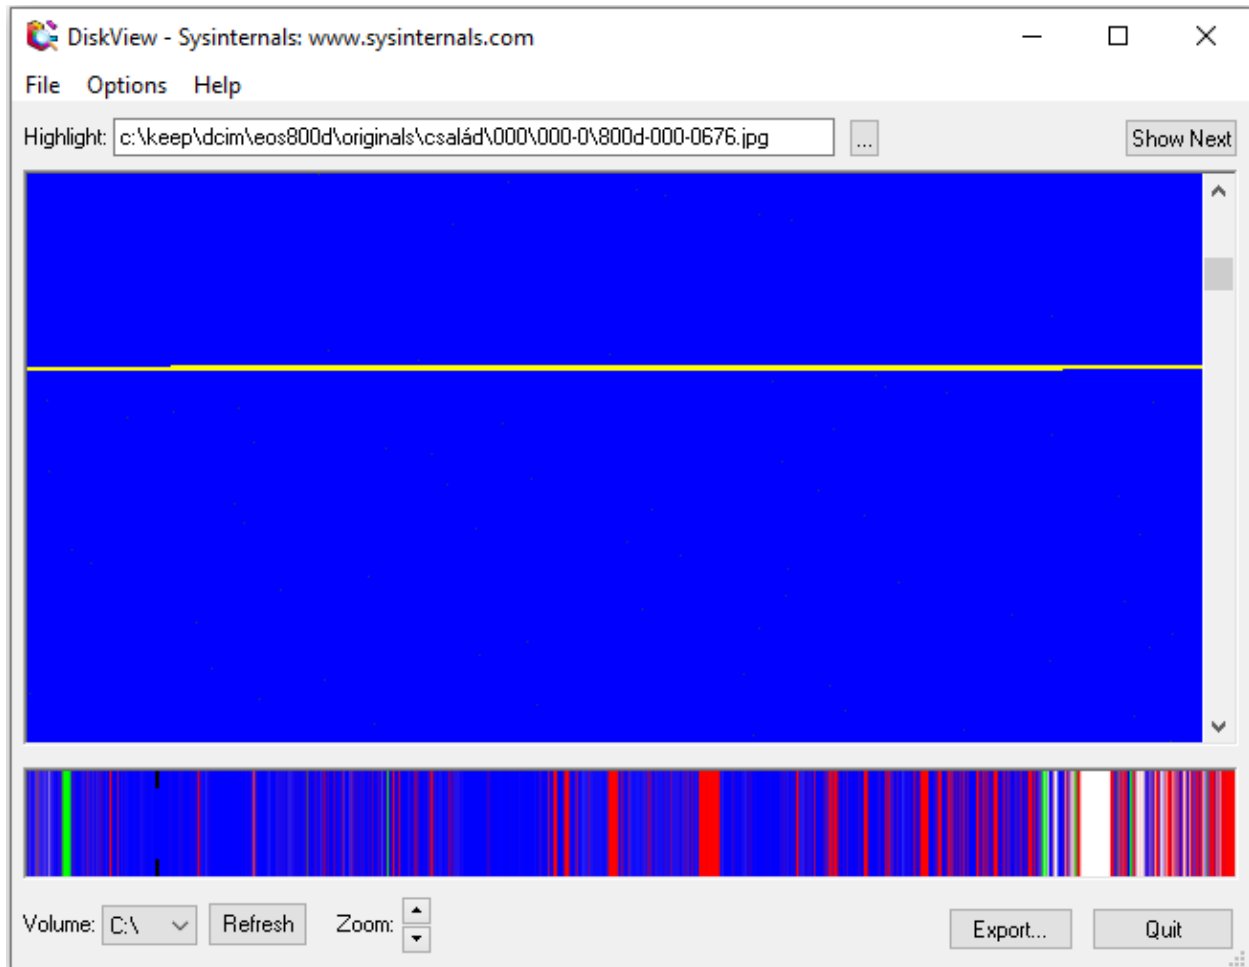 DiskView - Sysinternals: www.sysinternals.com
File Options Help
Highlight: c:\keep\dcim\eos800d\originals\család\000\000-0\800d-000-0676.jpg ... Show Next
Volume: C:\ Refresh Zoom: Export... Quit